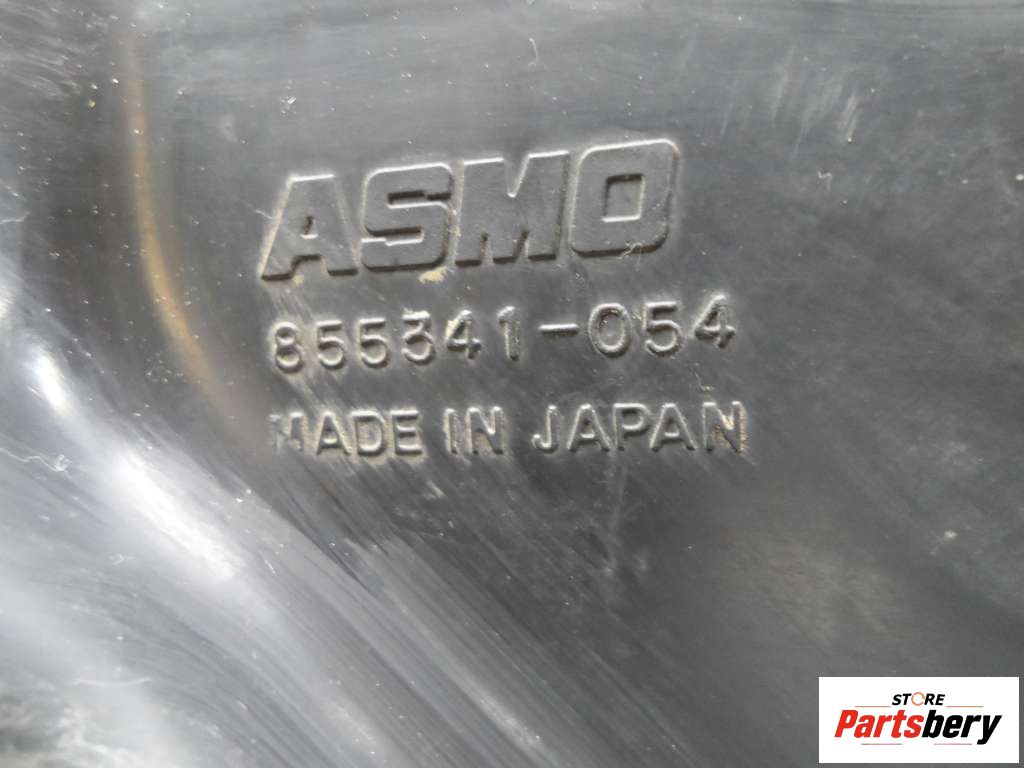 ASMO
855341-054
MADE IN JAPAN
STORE
Partsbery